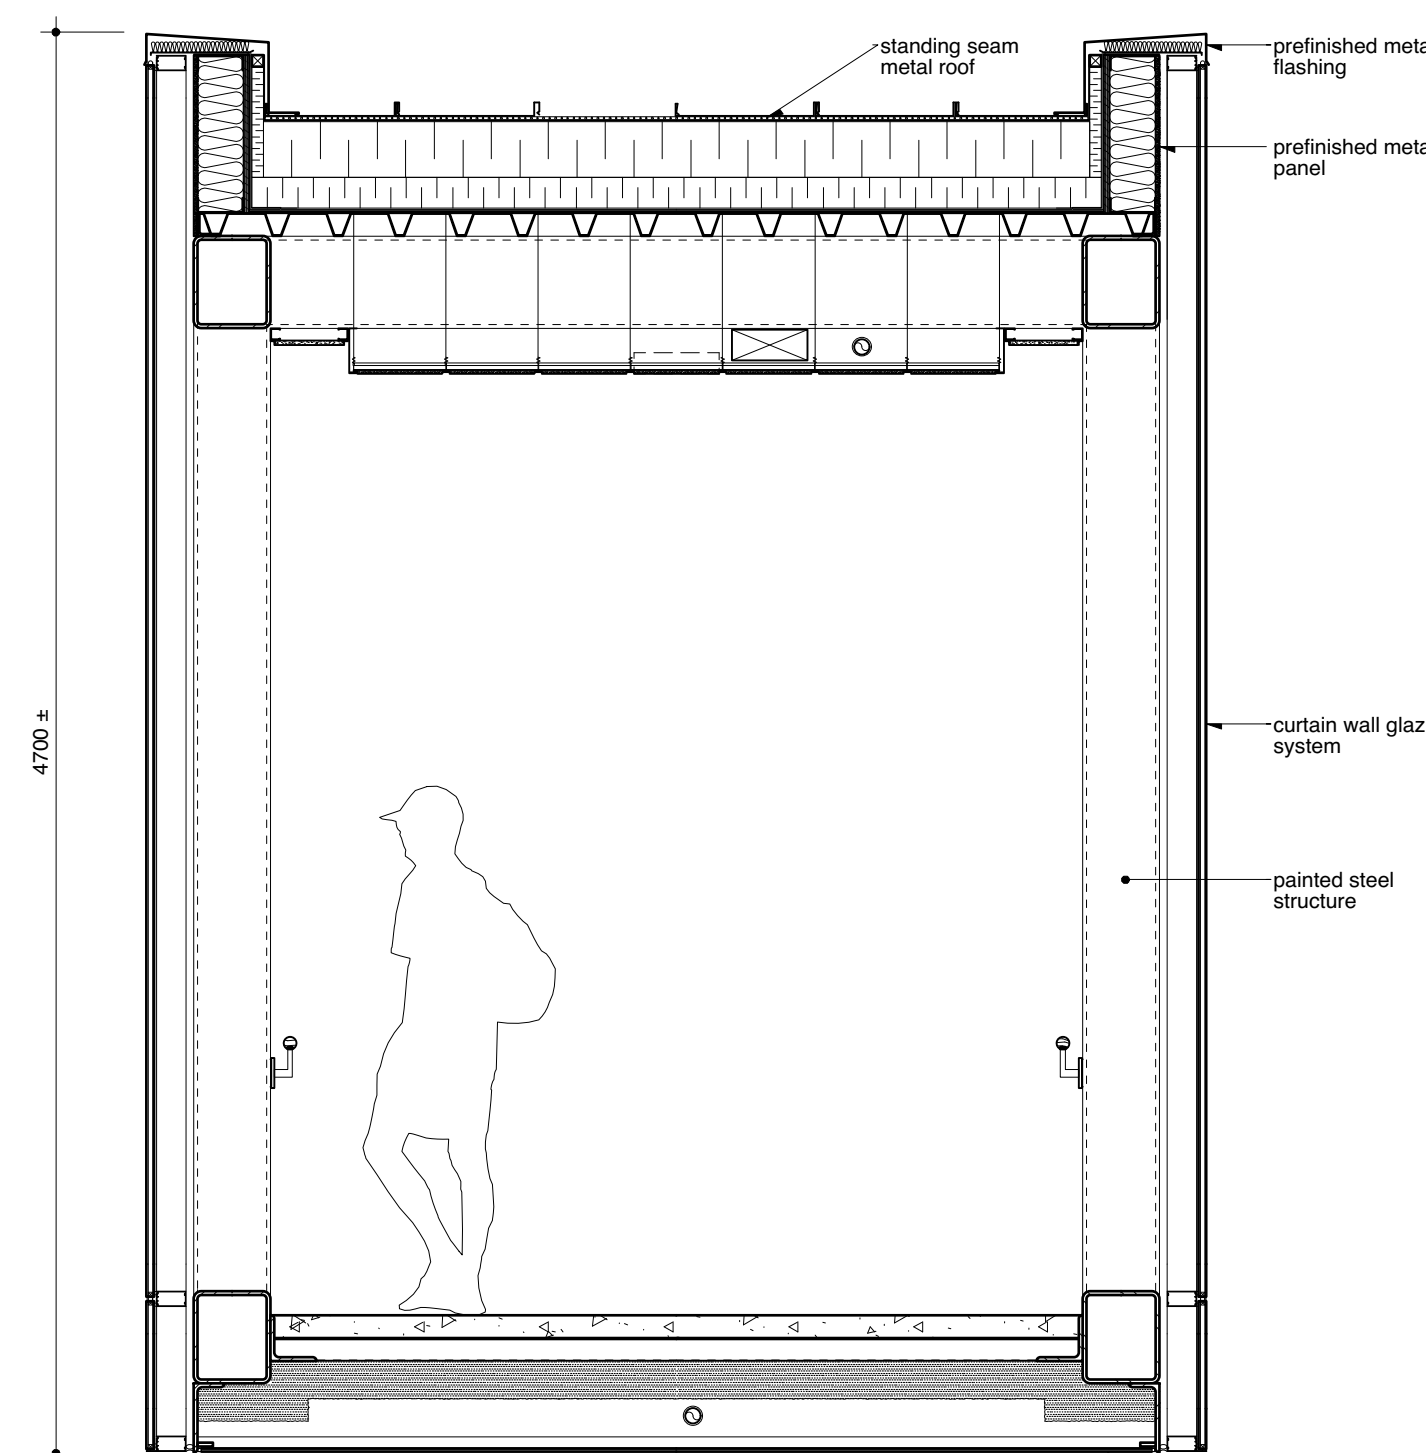 standing seam
metal roof
prefinished meta
flashing
prefinished meta
panel
4700 ±
curtain wall glaz
system
painted steel
structure